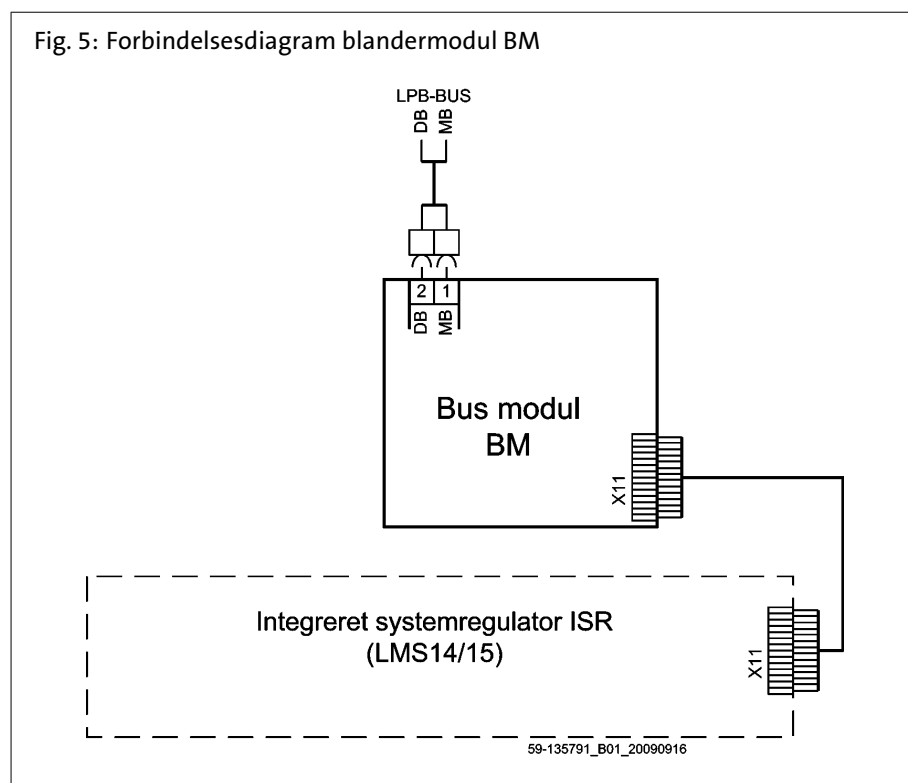 Fig. 5: Forbindelsesdiagram blandermodul BM
LPB-BUS
DB
MB
2
1
DB
MB
Bus modul
BM
X11
Integreret systemregulator ISR
(LMS14/15)
X11
59-135791_B01_20090916